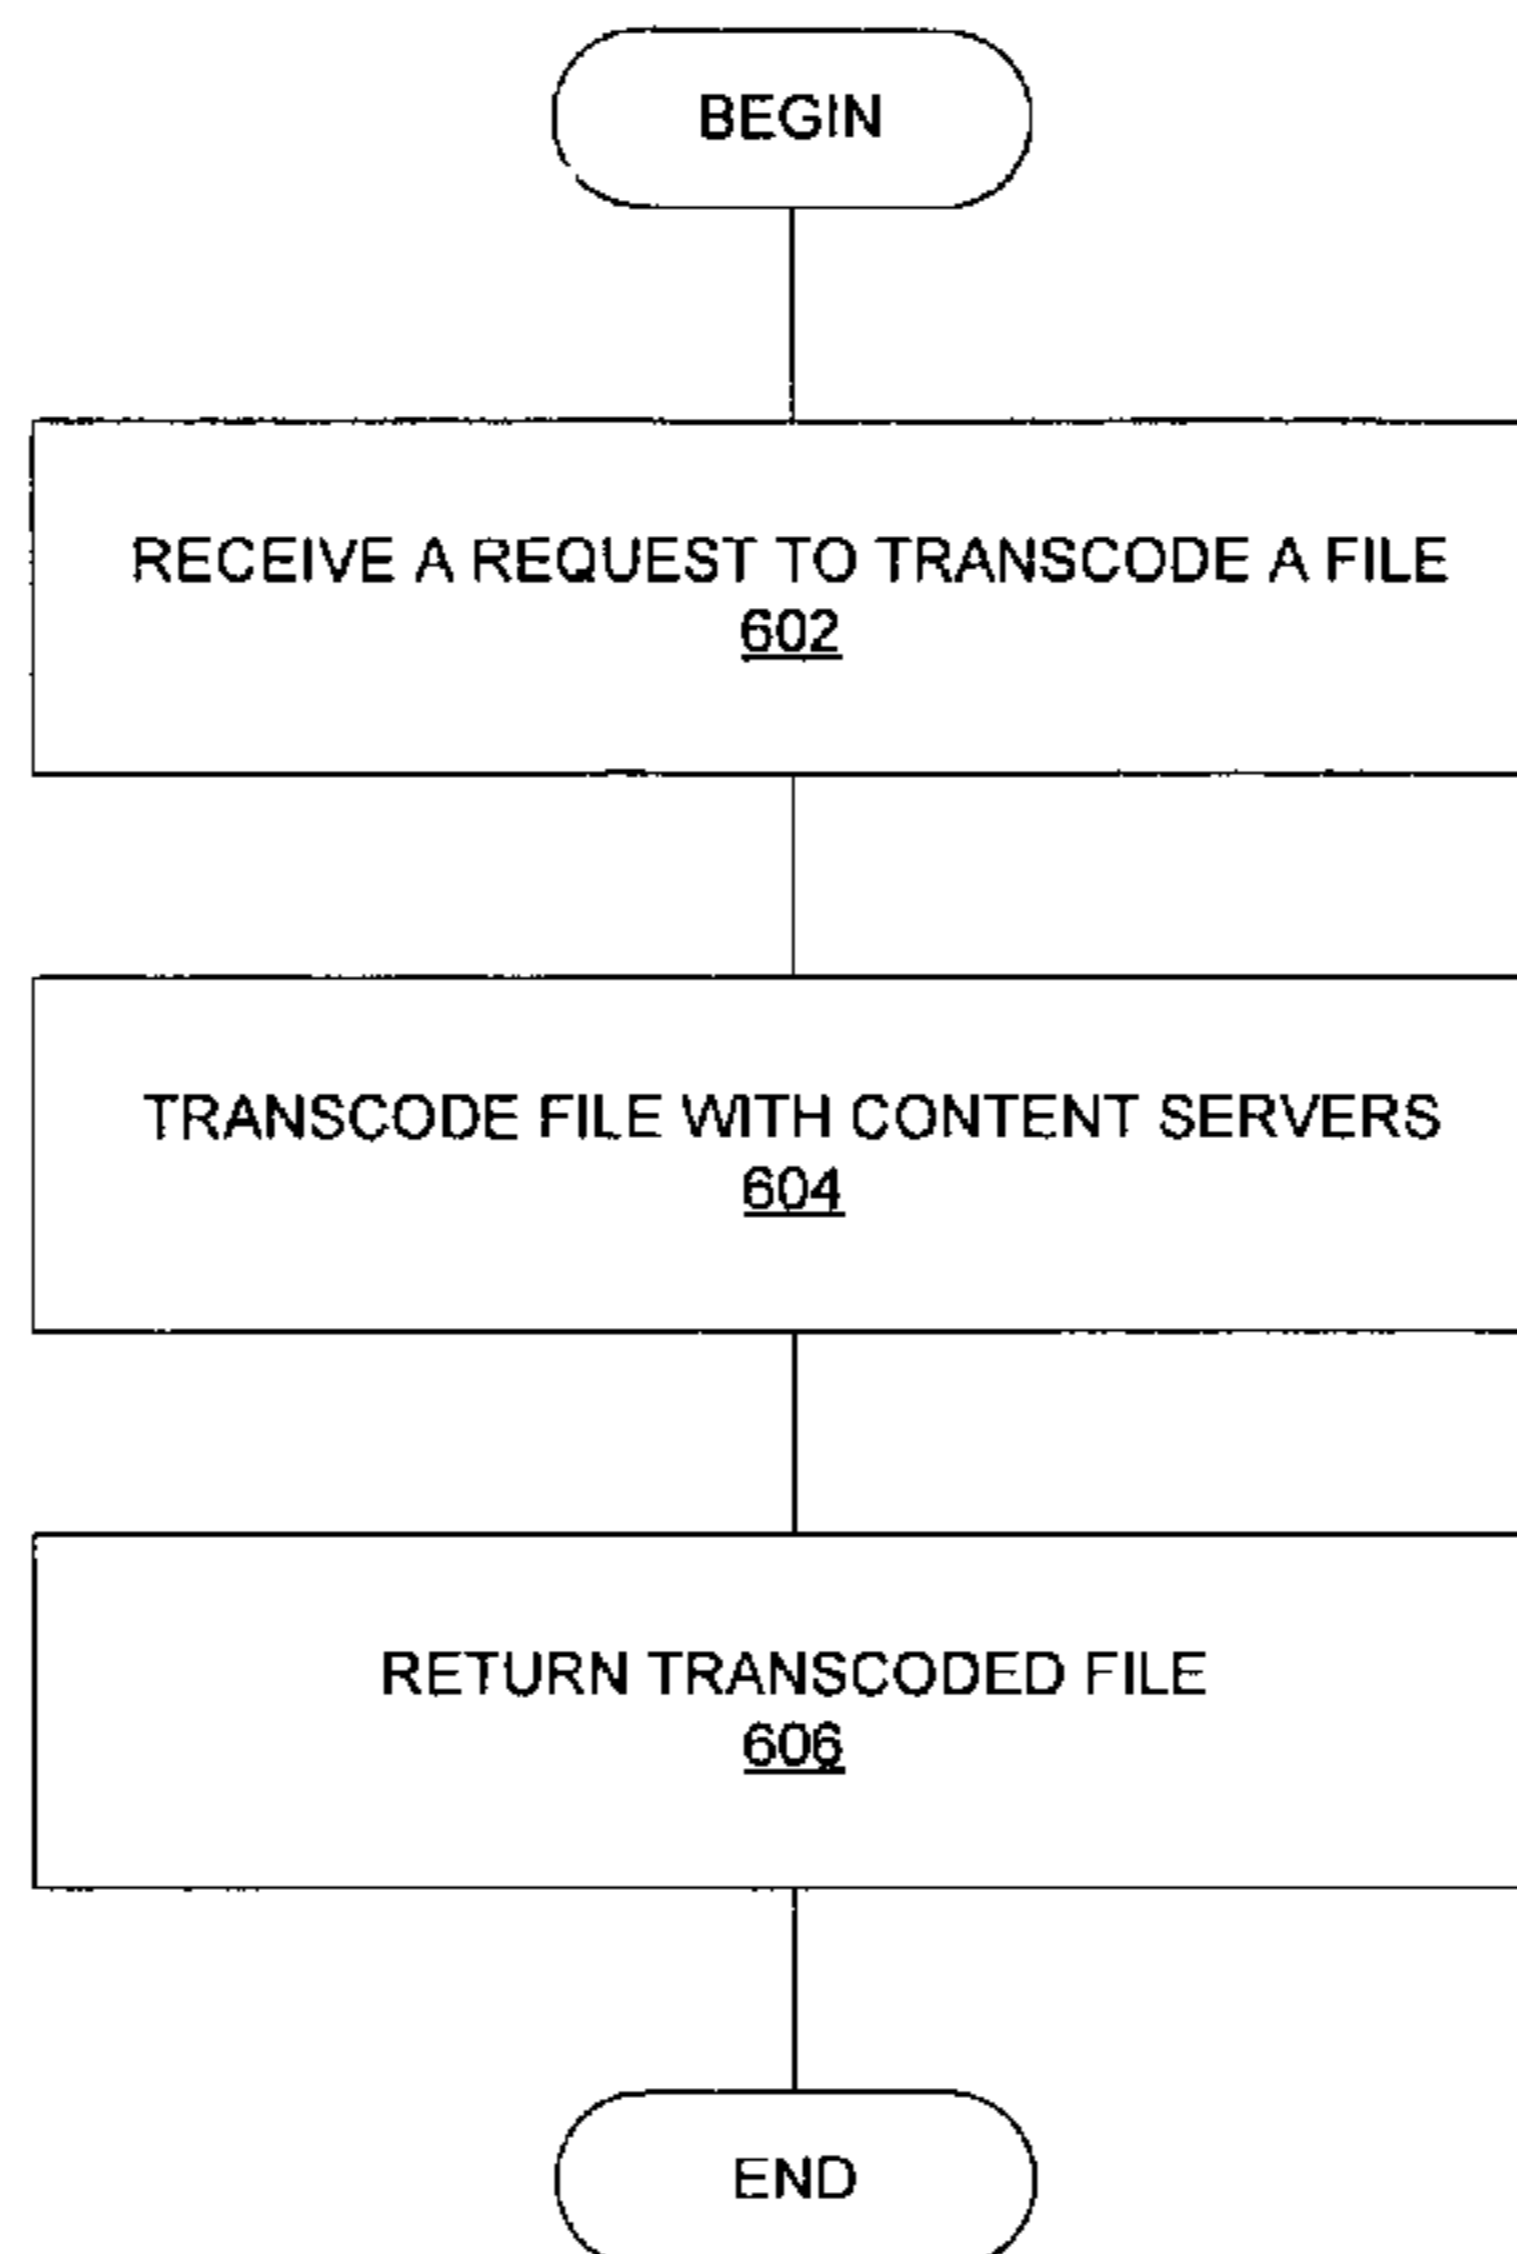 BEGIN
RECEIVE A REQUEST TO TRANSCODE A FILE
602
TRANSCODE FILE WITH CONTENT SERVERS
604
RETURN TRANSCODED FILE
606
END